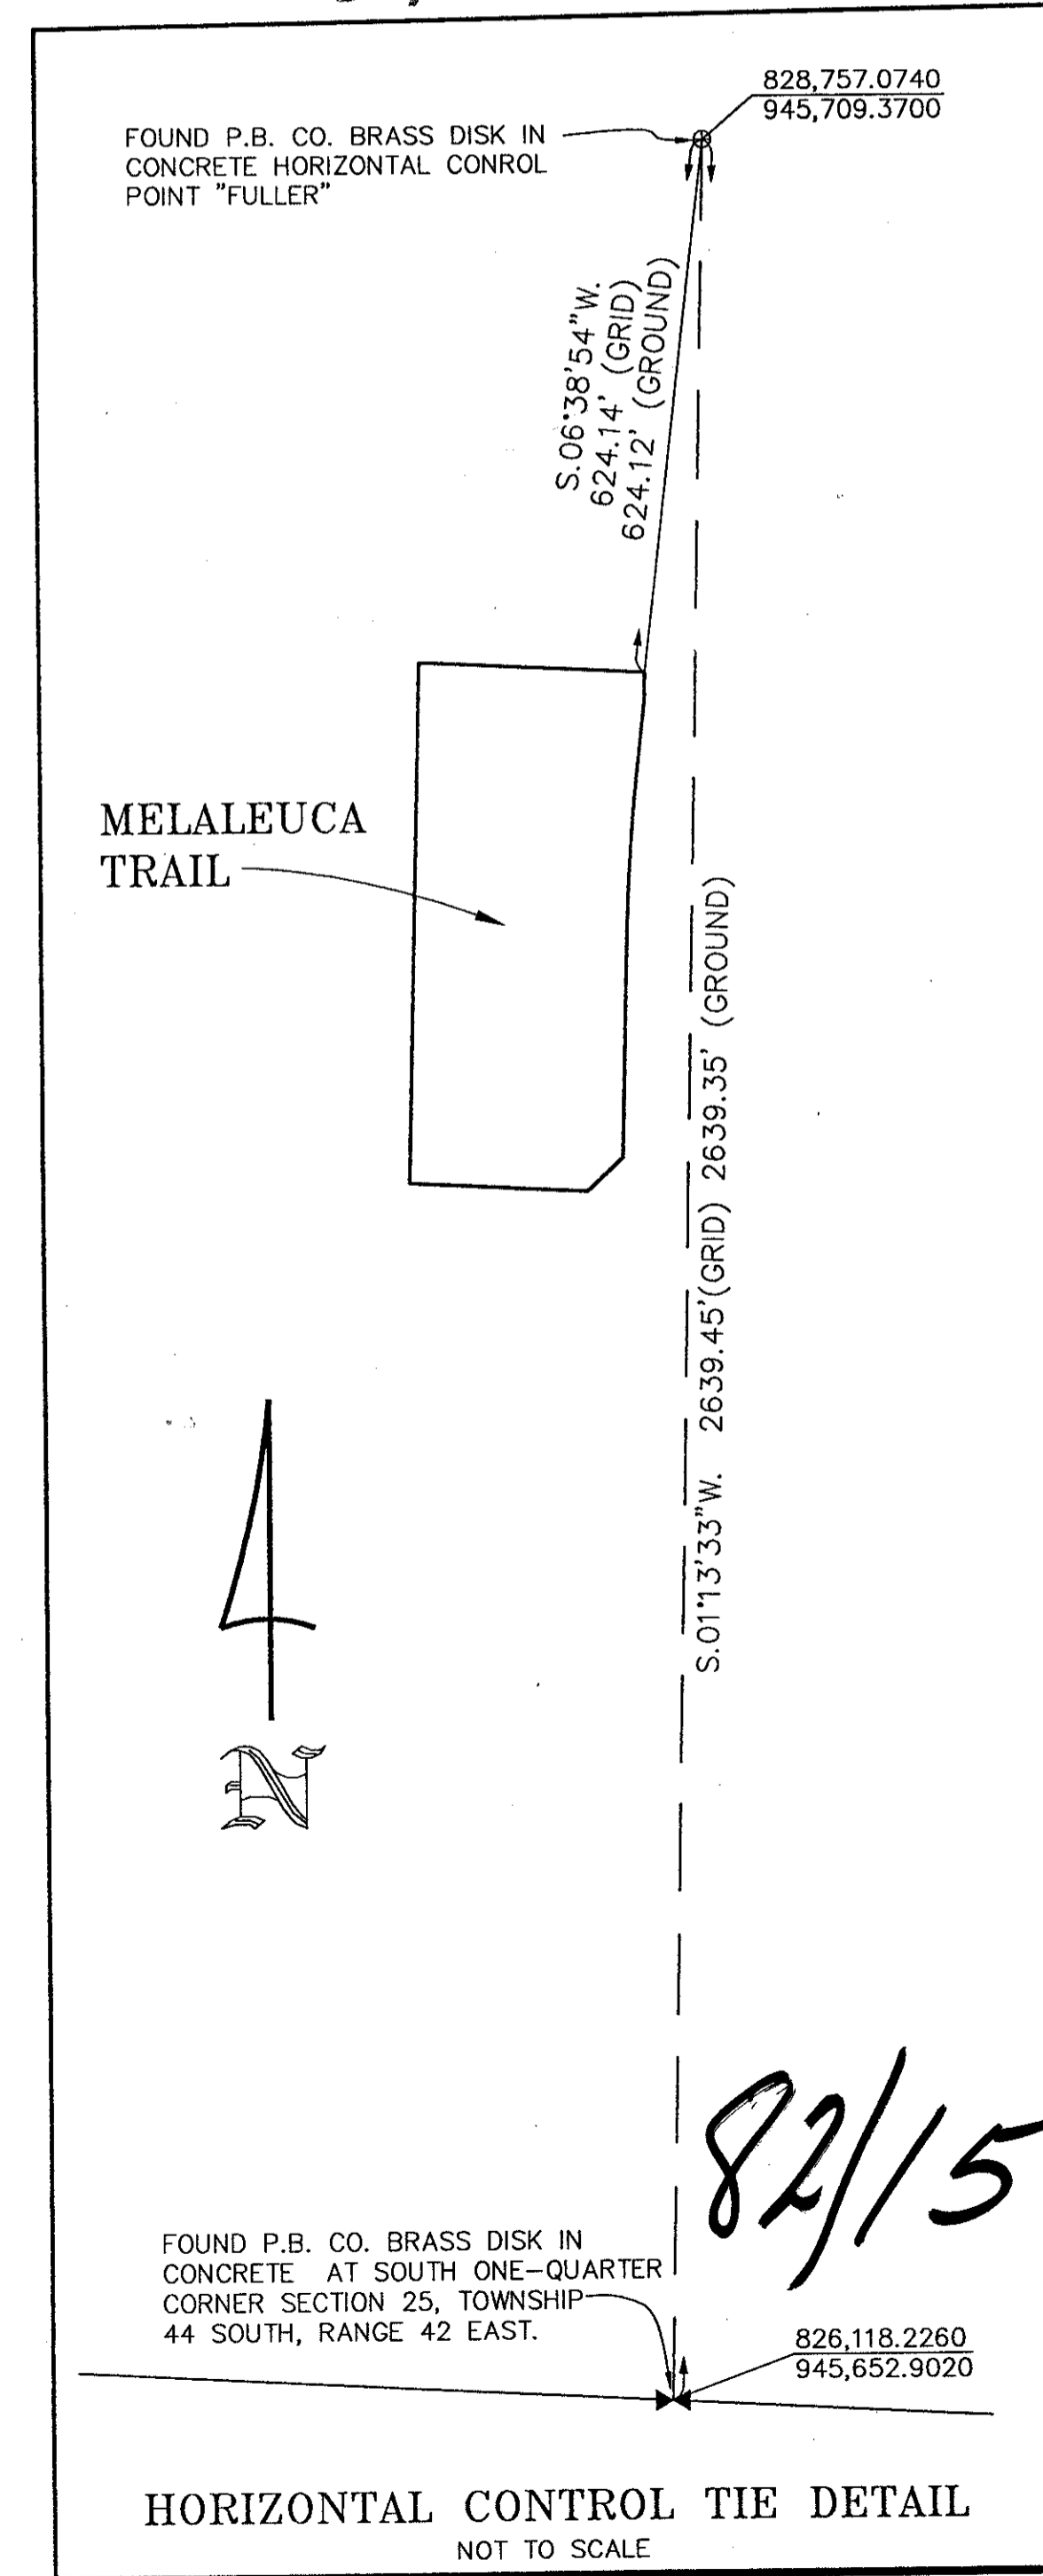 828,757.0740
945,709.3700
FOUND P.B. CO. BRASS DISK IN
CONCRETE HORIZONTAL CONROL
POINT "FULLER"
S.06°38'54"W.
624.14' (GRID)
624.12' (GROUND)
MELALEUCA
TRAIL
S.01°13'33"W. 2639.45'(GRID) 2639.35' (GROUND)
N
82/15
FOUND P.B. CO. BRASS DISK IN
CONCRETE AT SOUTH ONE-QUARTER
CORNER SECTION 25, TOWNSHIP
44 SOUTH, RANGE 42 EAST.
826,118.2260
945,652.9020
HORIZONTAL CONTROL TIE DETAIL
NOT TO SCALE